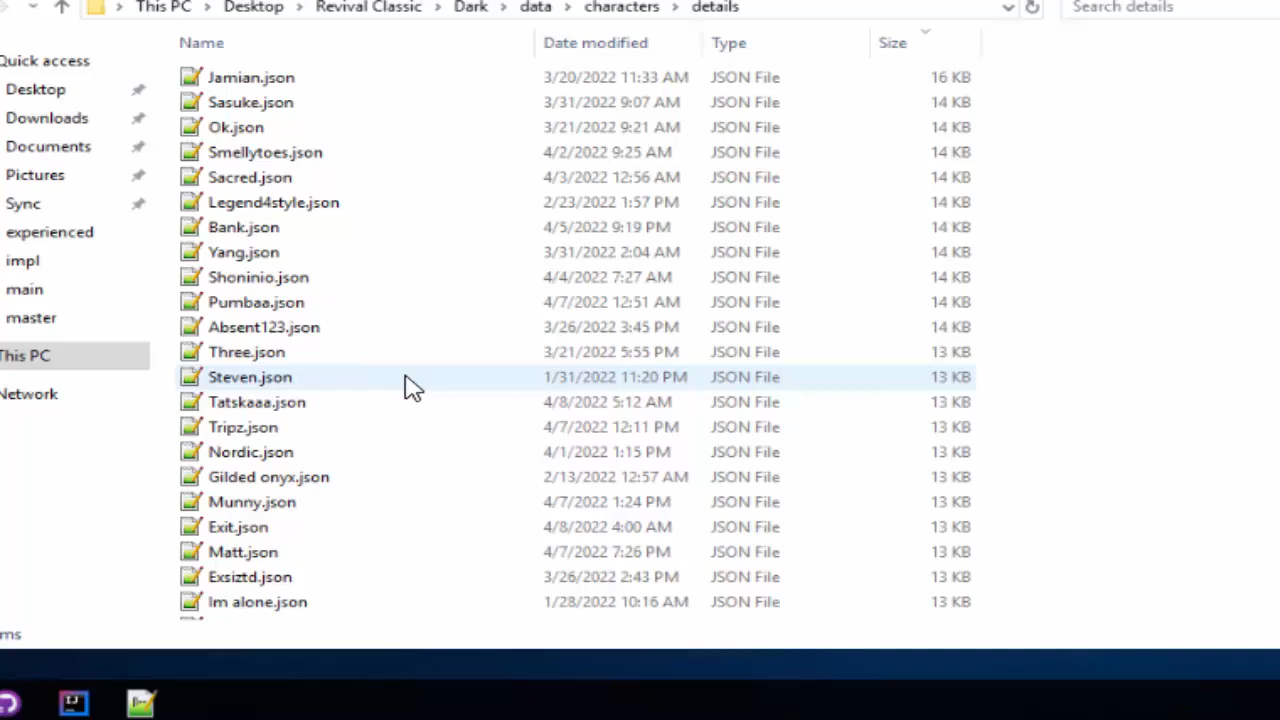 This PC > Desktop > Revival Classic > Dark > data > characters > details
Search details
Name Date modified Type Size
Quick access
Desktop
Downloads
Documents
Pictures
Sync
experienced
impl
main
master
This PC
Network
Jamian.json 3/20/2022 11:33 AM JSON File 16 KB
Sasuke.json 3/31/2022 9:07 AM JSON File 14 KB
Ok.json 3/21/2022 9:21 AM JSON File 14 KB
Smellytoes.json 4/2/2022 9:25 AM JSON File 14 KB
Sacred.json 4/3/2022 12:56 AM JSON File 14 KB
Legend4style.json 2/23/2022 1:57 PM JSON File 14 KB
Bank.json 4/5/2022 9:19 PM JSON File 14 KB
Yang.json 3/31/2022 2:04 AM JSON File 14 KB
Shoninio.json 4/4/2022 7:27 AM JSON File 14 KB
Pumbaa.json 4/7/2022 12:51 AM JSON File 14 KB
Absent123.json 3/26/2022 3:45 PM JSON File 14 KB
Three.json 3/21/2022 5:55 PM JSON File 13 KB
Steven.json 1/31/2022 11:20 PM JSON File 13 KB
Tatskaaa.json 4/8/2022 5:12 AM JSON File 13 KB
Tripz.json 4/7/2022 12:11 PM JSON File 13 KB
Nordic.json 4/1/2022 1:15 PM JSON File 13 KB
Gilded onyx.json 2/13/2022 12:57 AM JSON File 13 KB
Munny.json 4/7/2022 1:24 PM JSON File 13 KB
Exit.json 4/8/2022 4:00 AM JSON File 13 KB
Matt.json 4/7/2022 7:26 PM JSON File 13 KB
Exsiztd.json 3/26/2022 2:43 PM JSON File 13 KB
Im alone.json 1/28/2022 10:16 AM JSON File 13 KB
ms
IJ